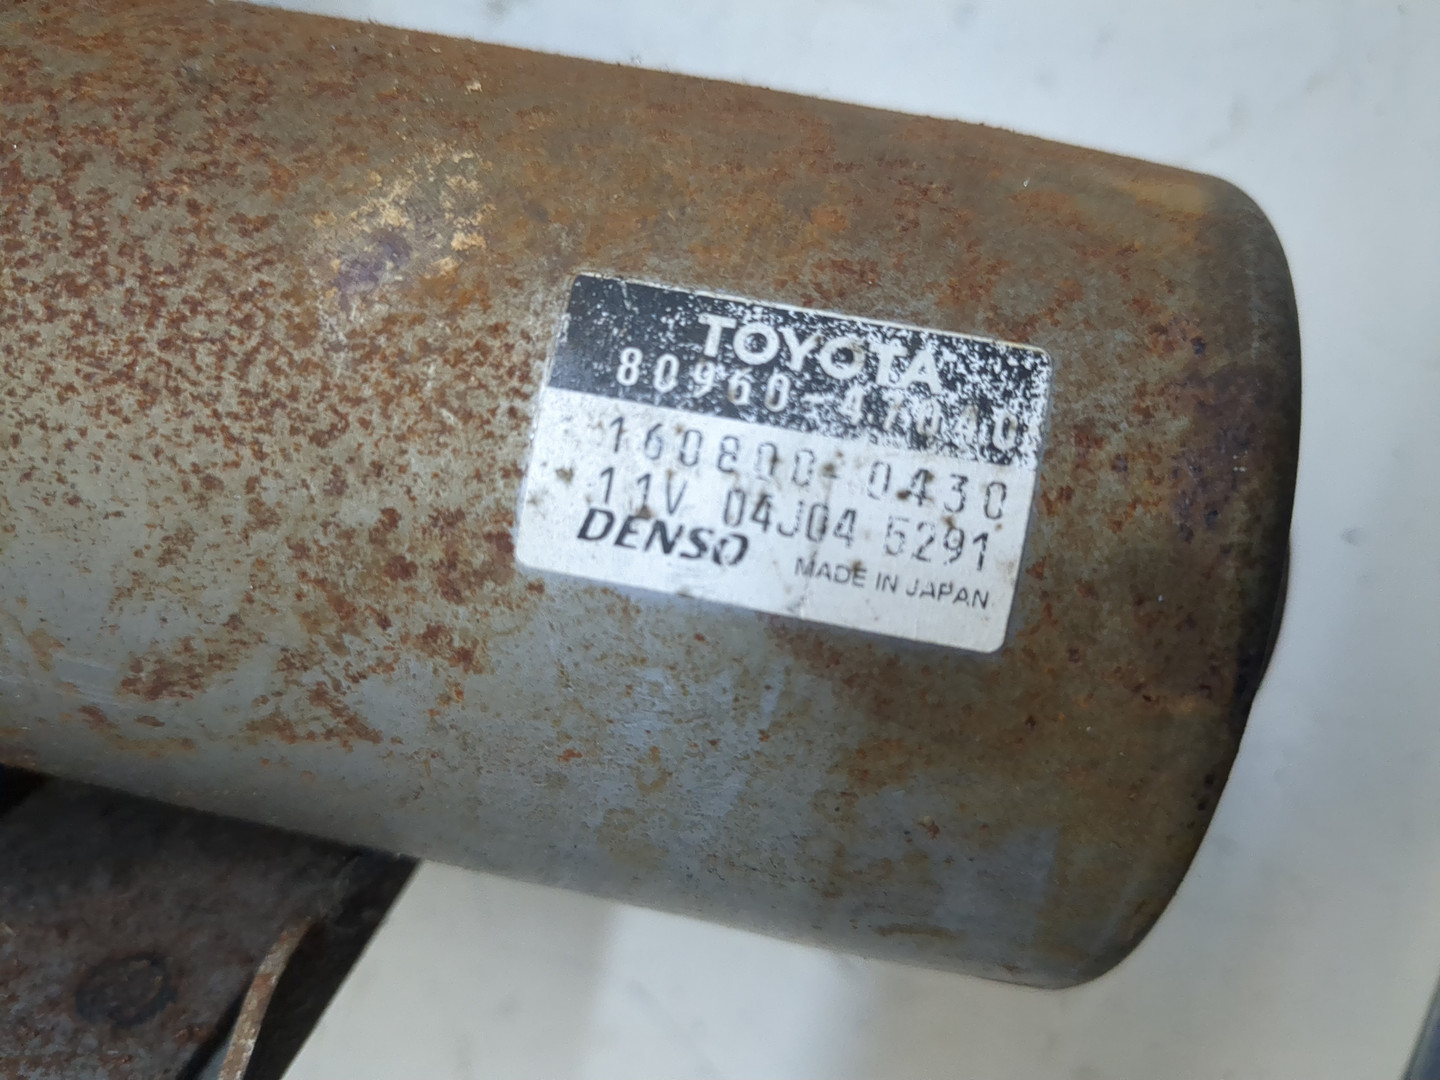 TOYOTA
80960-47040
160800-0430
11V 04J04 5291
DENSO
MADE IN JAPAN